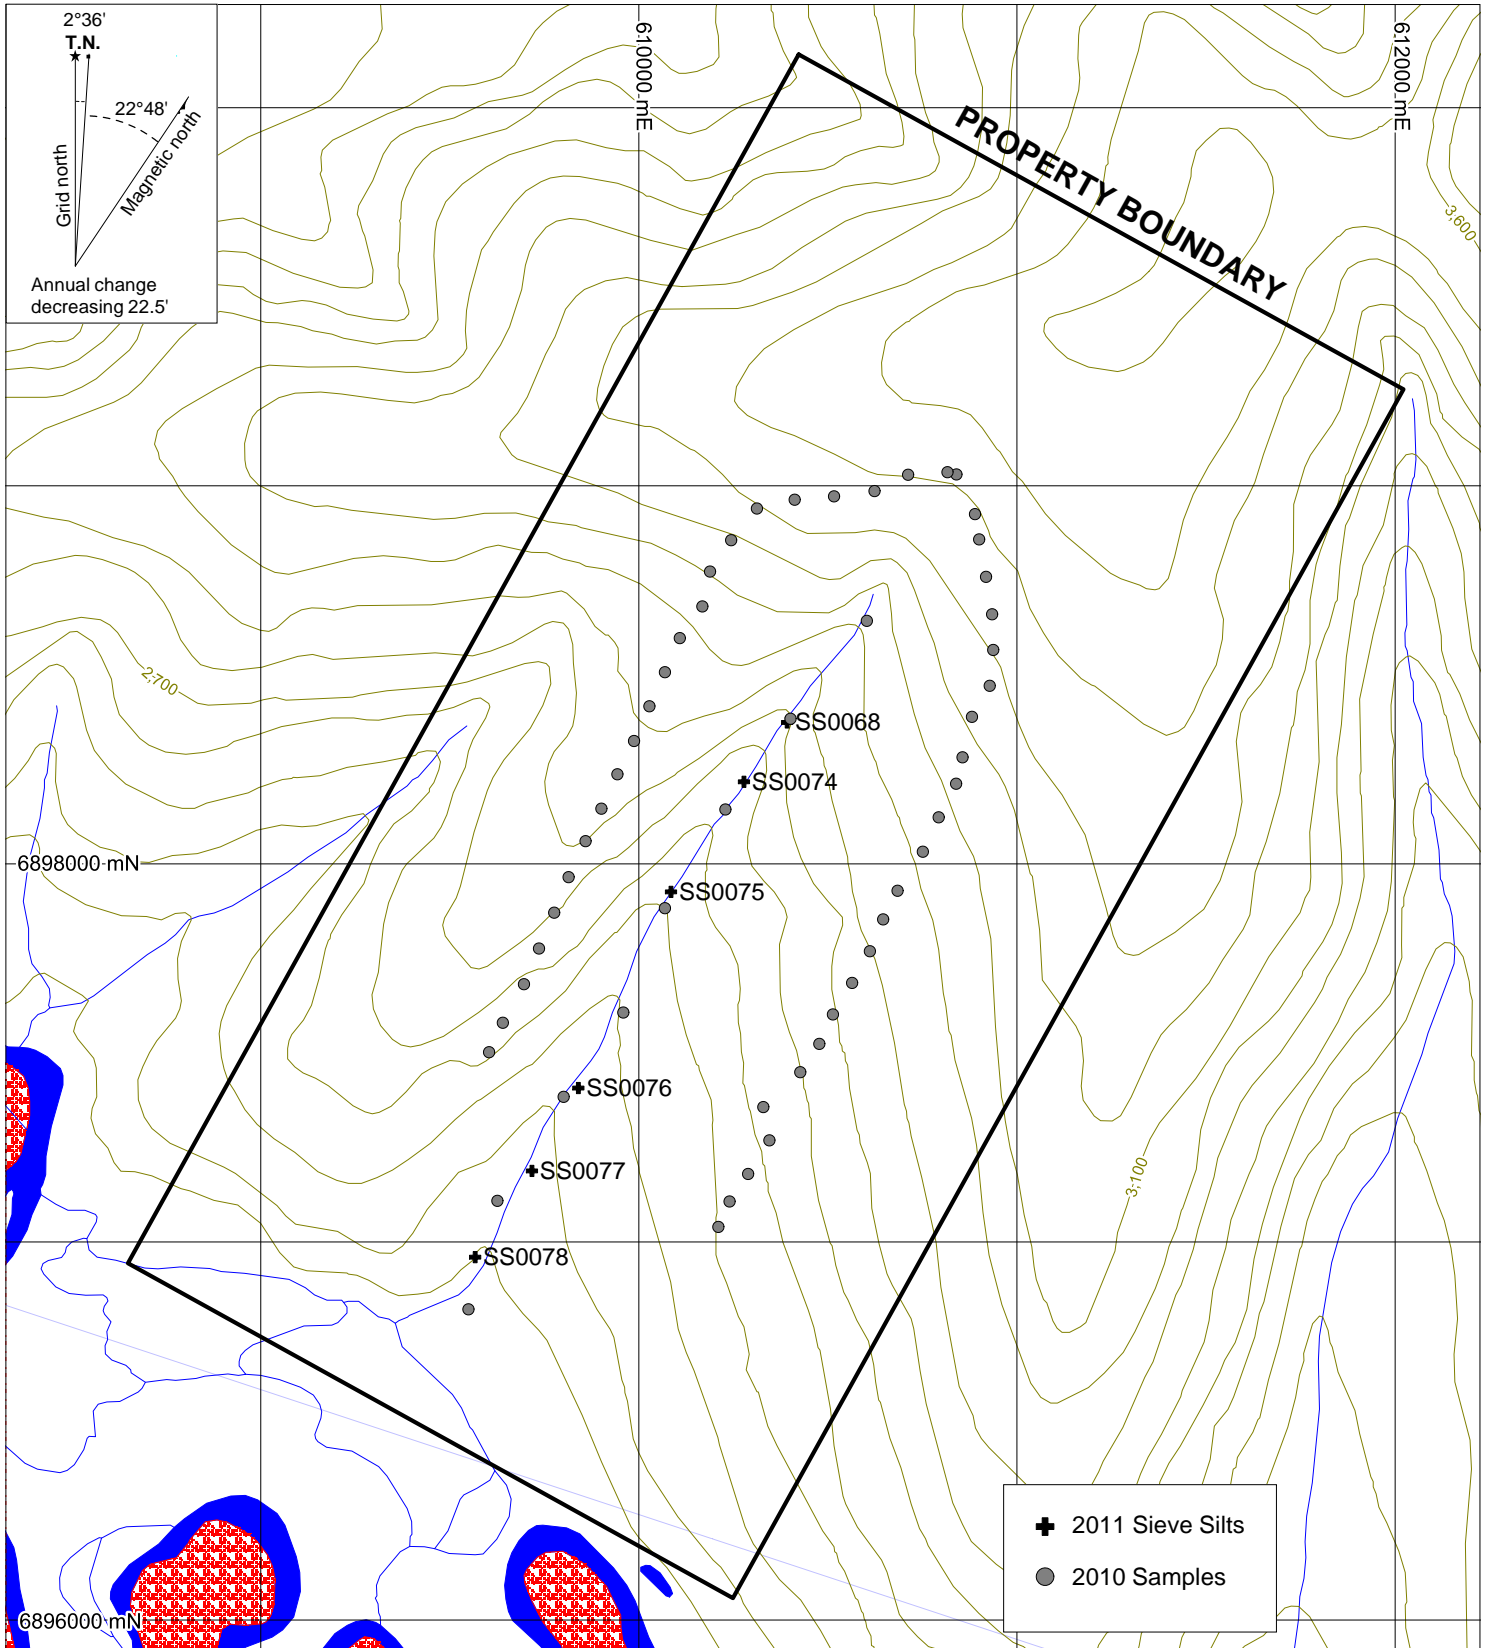 2°36'
T.N.
22°48'
Grid north
Magnetic north
Annual change
decreasing 22.5'
610000 mE
612000 mE
PROPERTY BOUNDARY
3,600
2,700
SS0068
SS0074
6898000 mN
SS0075
SS0076
SS0077
3,100
SS0078
2011 Sieve Silts
2010 Samples
6896000 mN